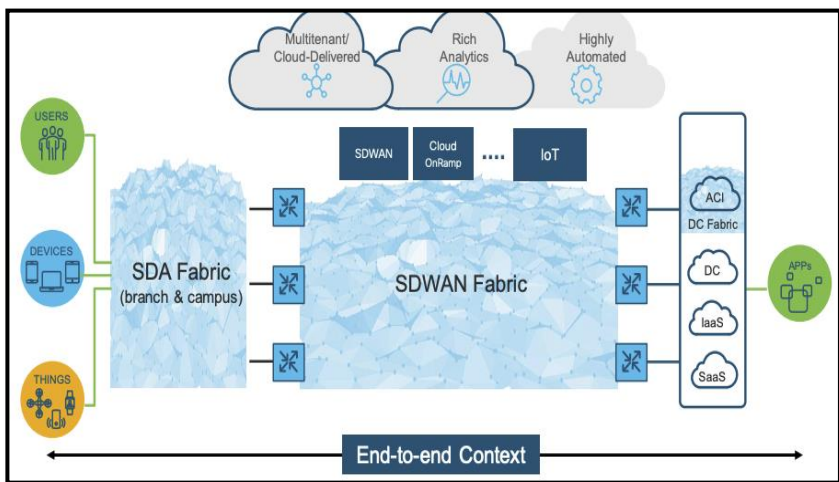 Multitenant/
Cloud-Delivered
Rich
Analytics
Highly
Automated
USERS
DEVICES
THINGS
SDWAN
Cloud
OnRamp
....
IoT
SDA Fabric
(branch & campus)
SDWAN Fabric
ACI
DC Fabric
DC
IaaS
SaaS
APPs
End-to-end Context